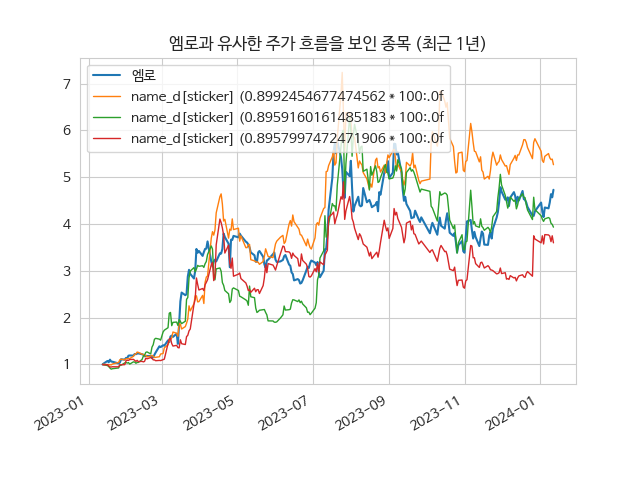 엠로과 유사한 주가 흐름을 보인 종목 (최근 1년)
엠로
name_d[sticker] (0.8992454677474562 * 100:.0f
name_d[sticker] (0.8959160161485183 * 100:.0f
name_d[sticker] (0.8957997472471906 * 100:.0f
7
6
5
4
3
2
1
2023-01
2023-03
2023-05
2023-07
2023-09
2023-11
2024-01